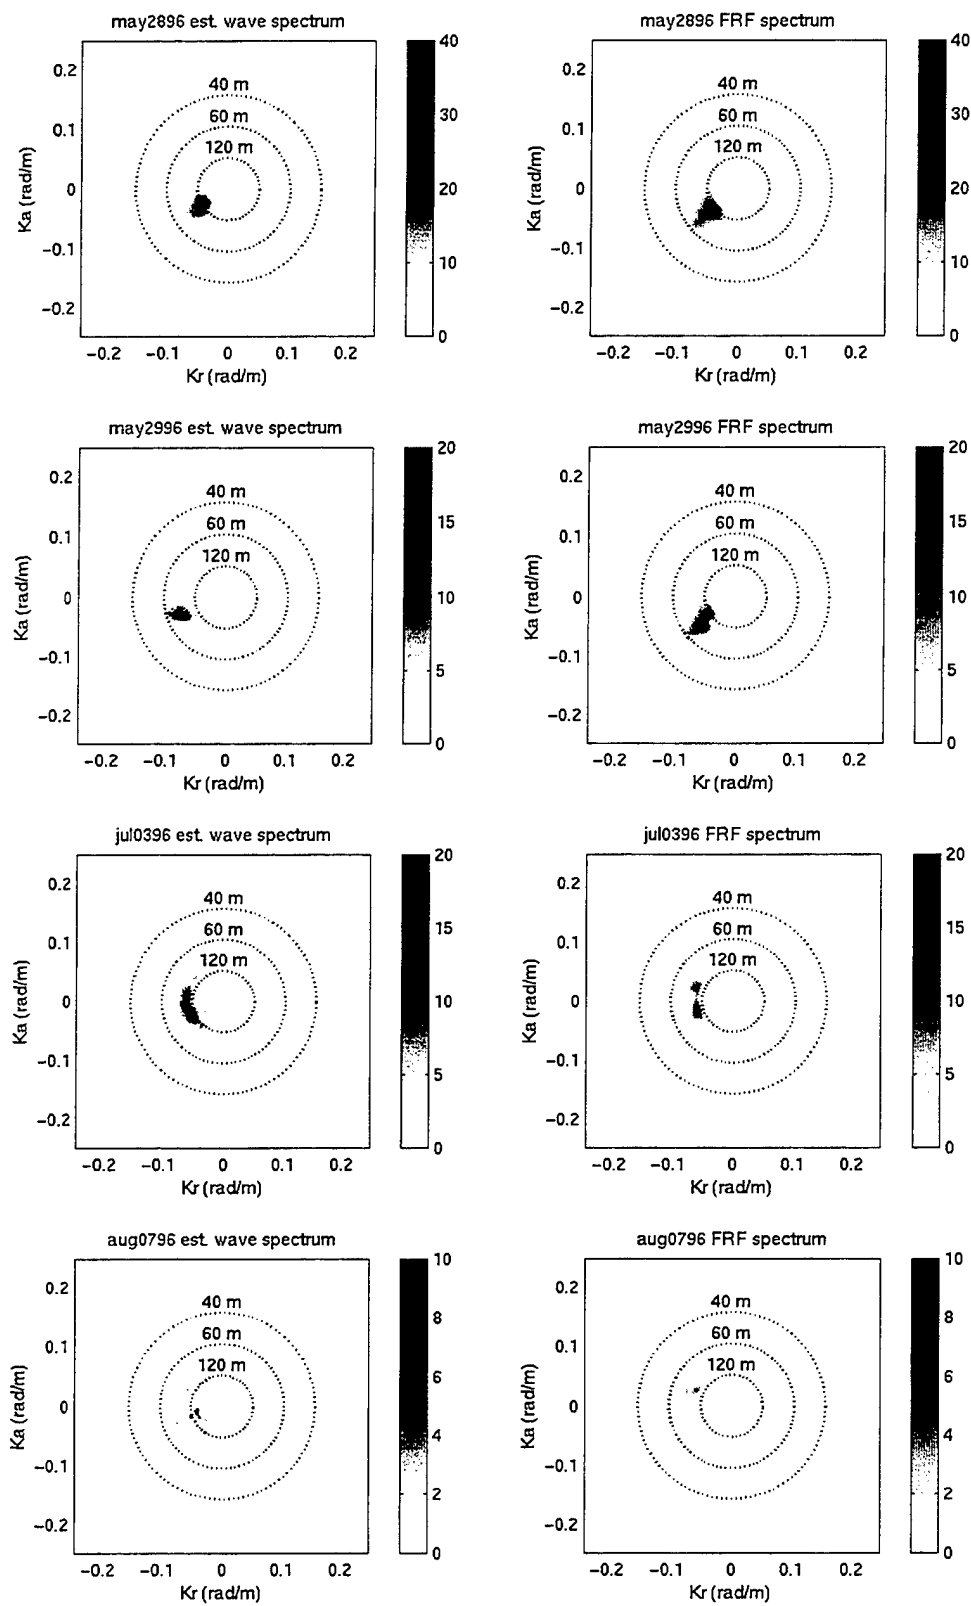 may2896 est. wave spectrum
may2896 FRF spectrum
0.2
0.1
0
−0.1
−0.2
Ka (rad/m)
40 m
60 m
120 m
−0.2 −0.1 0 0.1 0.2
Kr (rad/m)
40
30
20
10
0
0.2
0.1
0
−0.1
−0.2
Ka (rad/m)
40 m
60 m
120 m
−0.2 −0.1 0 0.1 0.2
Kr (rad/m)
40
30
20
10
0
may2996 est. wave spectrum
may2996 FRF spectrum
0.2
0.1
0
−0.1
−0.2
Ka (rad/m)
40 m
60 m
120 m
−0.2 −0.1 0 0.1 0.2
Kr (rad/m)
20
15
10
5
0
0.2
0.1
0
−0.1
−0.2
Ka (rad/m)
40 m
60 m
120 m
−0.2 −0.1 0 0.1 0.2
Kr (rad/m)
20
15
10
5
0
jul0396 est. wave spectrum
jul0396 FRF spectrum
0.2
0.1
0
−0.1
−0.2
Ka (rad/m)
40 m
60 m
120 m
−0.2 −0.1 0 0.1 0.2
Kr (rad/m)
20
15
10
5
0
0.2
0.1
0
−0.1
−0.2
Ka (rad/m)
40 m
60 m
120 m
−0.2 −0.1 0 0.1 0.2
Kr (rad/m)
20
15
10
5
0
aug0796 est. wave spectrum
aug0796 FRF spectrum
0.2
0.1
0
−0.1
−0.2
Ka (rad/m)
40 m
60 m
120 m
−0.2 −0.1 0 0.1 0.2
Kr (rad/m)
10
8
6
4
2
0
0.2
0.1
0
−0.1
−0.2
Ka (rad/m)
40 m
60 m
120 m
−0.2 −0.1 0 0.1 0.2
Kr (rad/m)
10
8
6
4
2
0